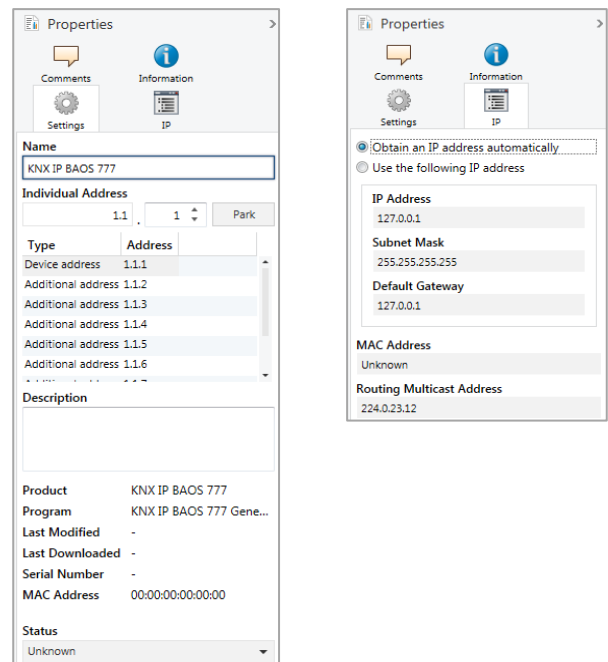 Properties >
Comments Information
Settings IP
Name
KNX IP BAOS 777
Individual Address
1.1 . 1 Park
Type Address
Device address 1.1.1
Additional address 1.1.2
Additional address 1.1.3
Additional address 1.1.4
Additional address 1.1.5
Additional address 1.1.6
Description
Product KNX IP BAOS 777
Program KNX IP BAOS 777 Gene...
Last Modified -
Last Downloaded -
Serial Number -
MAC Address 00:00:00:00:00:00
Status
Unknown
Properties >
Comments Information
Settings IP
Obtain an IP address automatically
Use the following IP address
IP Address
127.0.0.1
Subnet Mask
255.255.255.255
Default Gateway
127.0.0.1
MAC Address
Unknown
Routing Multicast Address
224.0.23.12